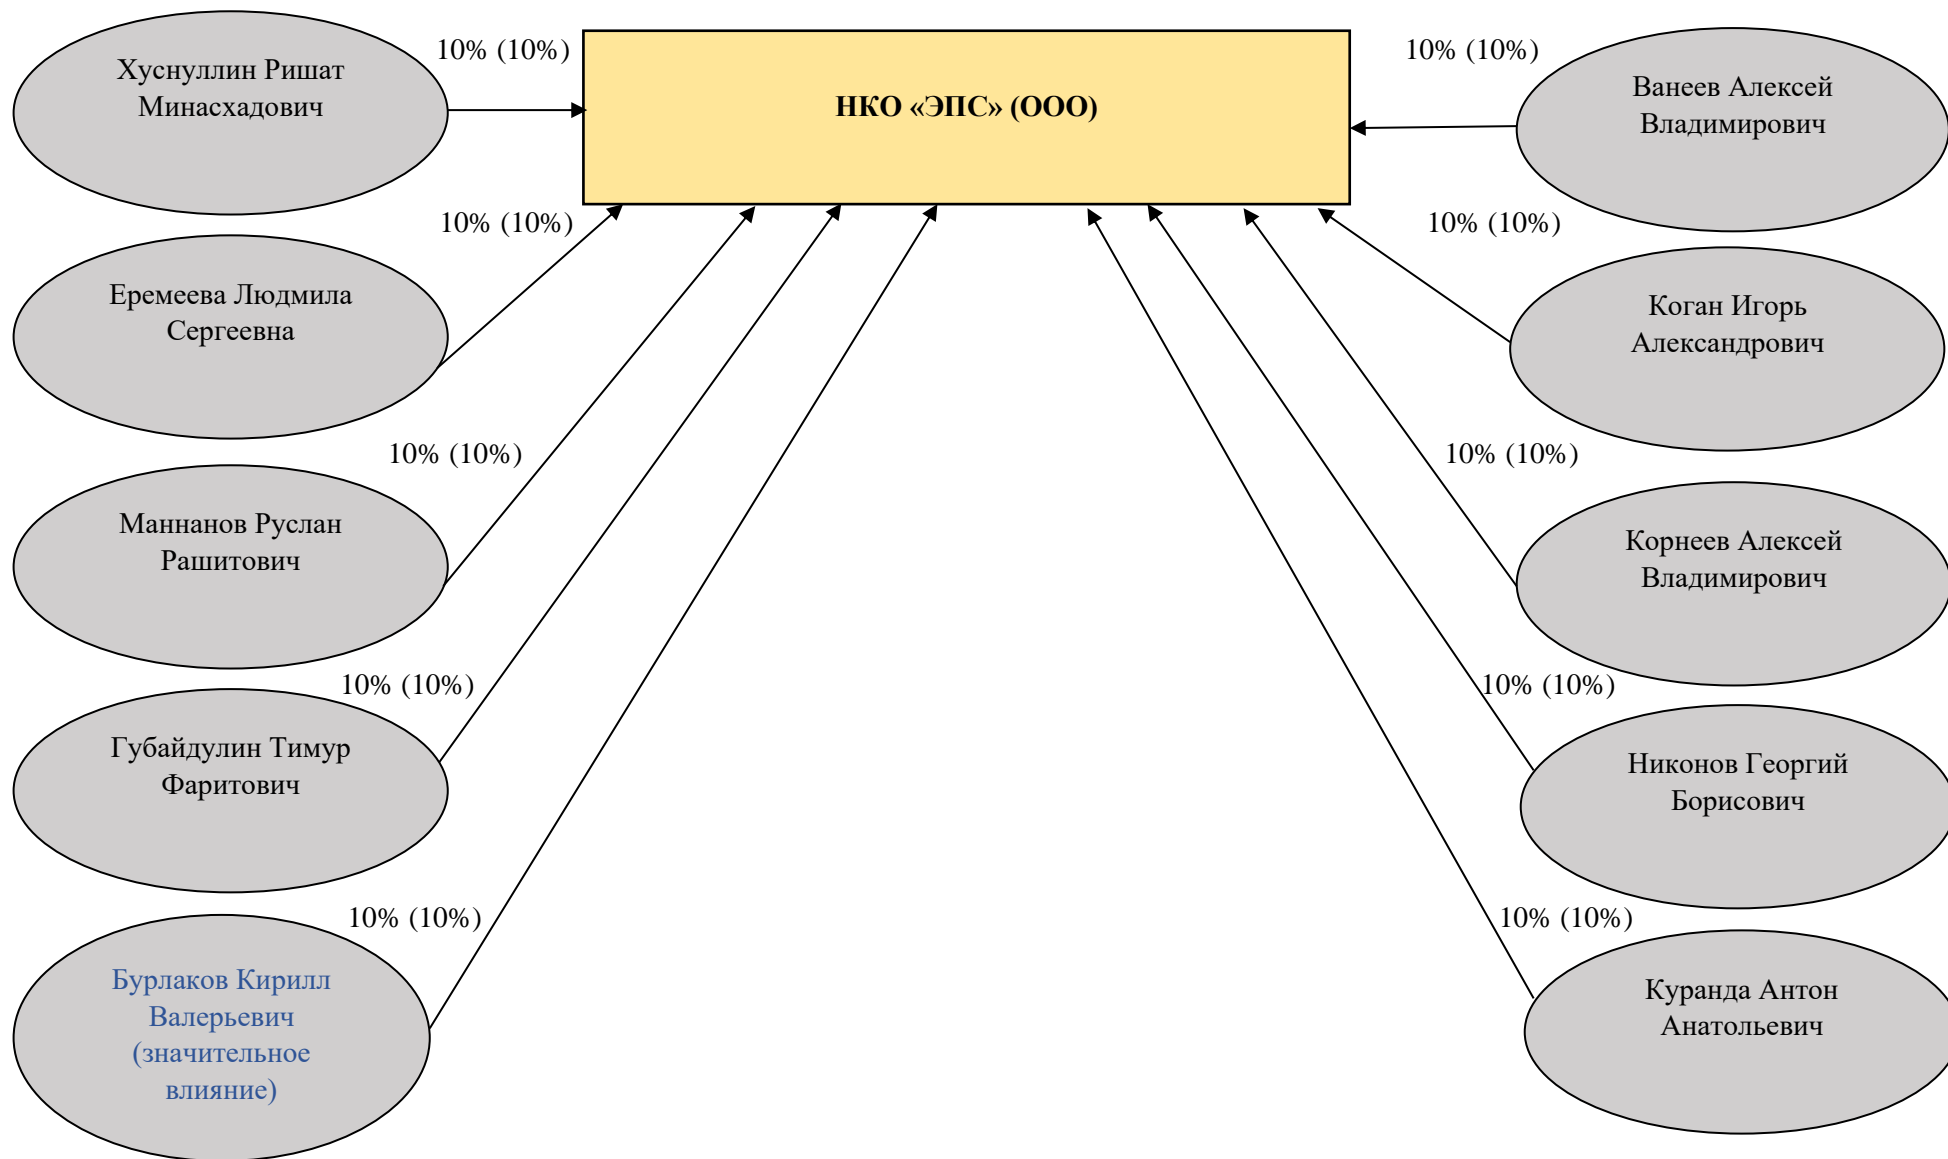 Хуснуллин Ришат
Минасхадович
10% (10%)
НКО «ЭПС» (ООО)
10% (10%)
Ванеев Алексей
Владимирович
10% (10%)
Еремеева Людмила
Сергеевна
10% (10%)
Коган Игорь
Александрович
10% (10%)
Маннанов Руслан
Рашитович
10% (10%)
Корнеев Алексей
Владимирович
10% (10%)
Губайдулин Тимур
Фаритович
10% (10%)
Никонов Георгий
Борисович
10% (10%)
Бурлаков Кирилл
Валерьевич
(значительное
влияние)
10% (10%)
Куранда Антон
Анатольевич